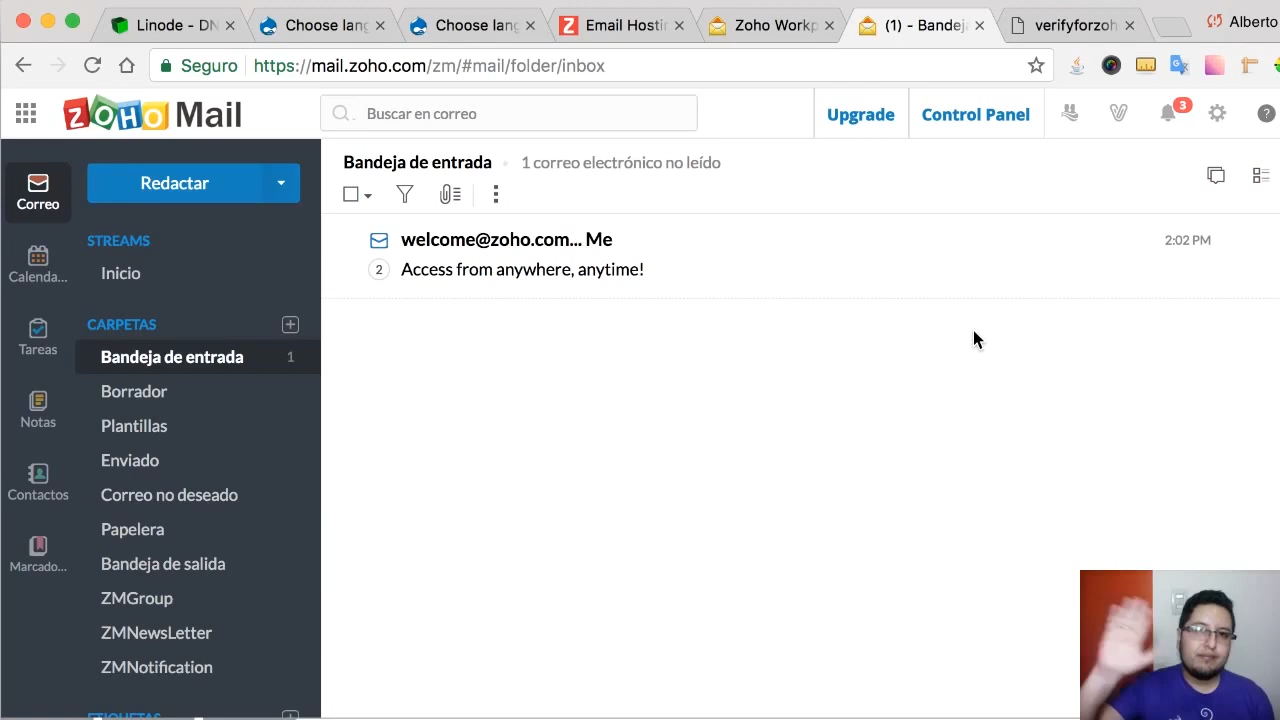 Linode - DN
Choose lang
Choose lang
Email Hosti
Zoho Workp
(1) - Bandeja
verifyforzoh
Alberto
Seguro
https://mail.zoho.com/zm/#mail/folder/inbox
ZOHO Mail
Buscar en correo
Upgrade
Control Panel
3
Correo
Calenda...
Tareas
Notas
Contactos
Marcado...
Redactar
STREAMS
Inicio
CARPETAS
Bandeja de entrada 1
Borrador
Plantillas
Enviado
Correo no deseado
Papelera
Bandeja de salida
ZMGroup
ZMNewsLetter
ZMNotification
ETIQUETAS
Bandeja de entrada 1 correo electrónico no leído
welcome@zoho.com... Me 2:02 PM
2 Access from anywhere, anytime!